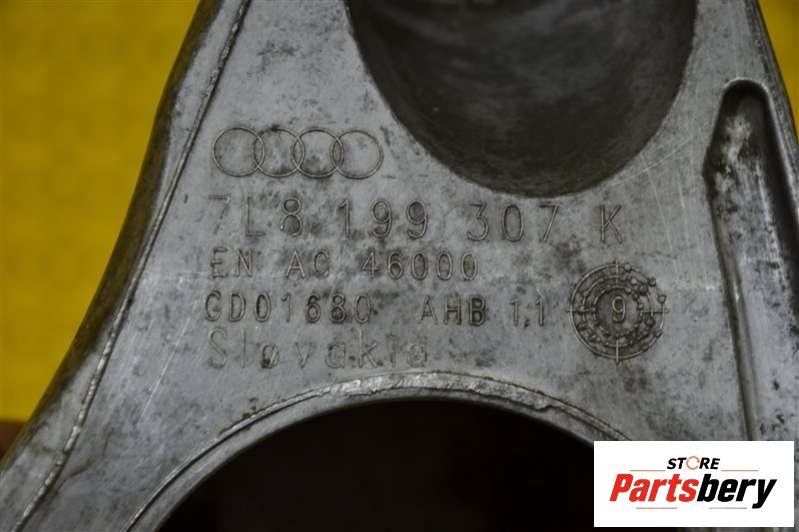 7L8 199 307 K
EN AC 46000
GD01680 AHB 1.1 9
Slovakia
STORE
Partsbery